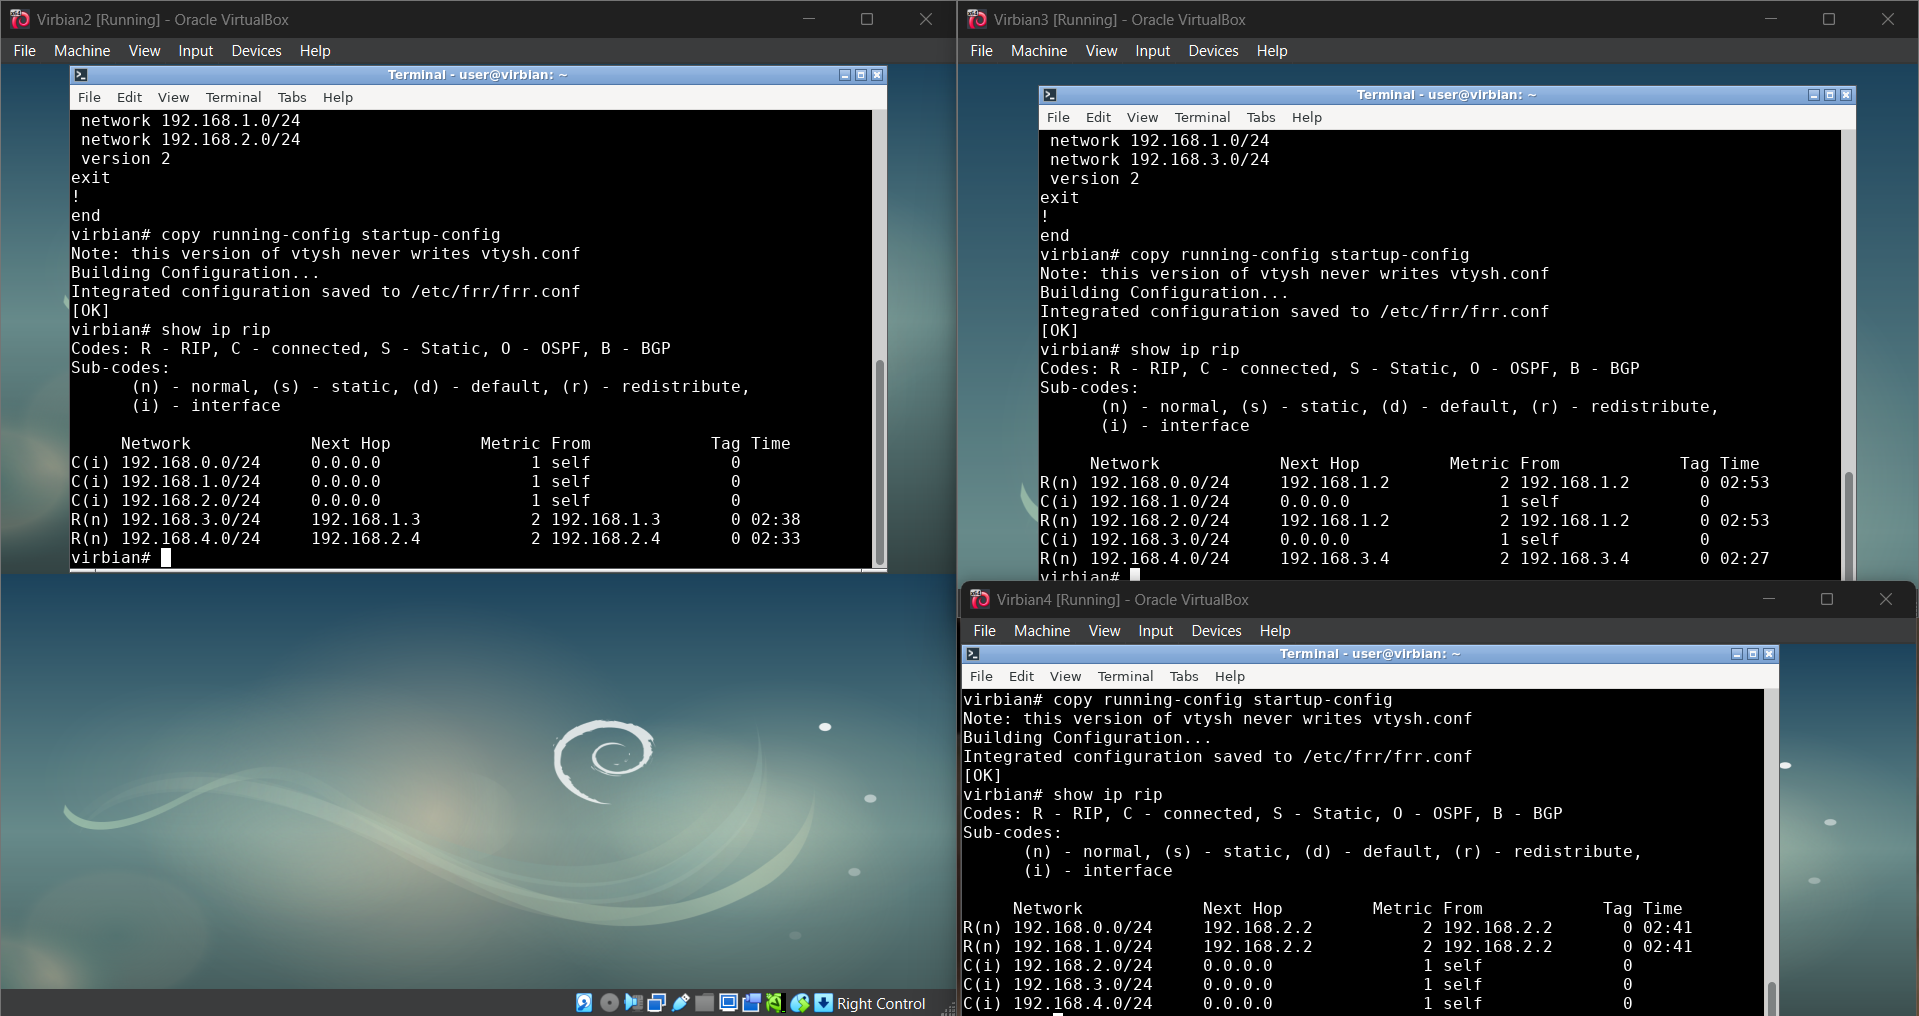 Virbian2 [Running] - Oracle VirtualBox
File Machine View Input Devices Help
Terminal - user@virbian: ~
File Edit View Terminal Tabs Help
network 192.168.1.0/24
network 192.168.2.0/24
version 2
exit
!
end
virbian# copy running-config startup-config
Note: this version of vtysh never writes vtysh.conf
Building Configuration...
Integrated configuration saved to /etc/frr/frr.conf
[OK]
virbian# show ip rip
Codes: R - RIP, C - connected, S - Static, O - OSPF, B - BGP
Sub-codes:
(n) - normal, (s) - static, (d) - default, (r) - redistribute,
(i) - interface
Network Next Hop Metric From Tag Time
C(i) 192.168.0.0/24 0.0.0.0 1 self 0
C(i) 192.168.1.0/24 0.0.0.0 1 self 0
C(i) 192.168.2.0/24 0.0.0.0 1 self 0
R(n) 192.168.3.0/24 192.168.1.3 2 192.168.1.3 0 02:38
R(n) 192.168.4.0/24 192.168.2.4 2 192.168.2.4 0 02:33
virbian#
Right Control
Virbian3 [Running] - Oracle VirtualBox
File Machine View Input Devices Help
Terminal - user@virbian: ~
File Edit View Terminal Tabs Help
network 192.168.1.0/24
network 192.168.3.0/24
version 2
exit
!
end
virbian# copy running-config startup-config
Note: this version of vtysh never writes vtysh.conf
Building Configuration...
Integrated configuration saved to /etc/frr/frr.conf
[OK]
virbian# show ip rip
Codes: R - RIP, C - connected, S - Static, O - OSPF, B - BGP
Sub-codes:
(n) - normal, (s) - static, (d) - default, (r) - redistribute,
(i) - interface
Network Next Hop Metric From Tag Time
R(n) 192.168.0.0/24 192.168.1.2 2 192.168.1.2 0 02:53
C(i) 192.168.1.0/24 0.0.0.0 1 self 0
R(n) 192.168.2.0/24 192.168.1.2 2 192.168.1.2 0 02:53
C(i) 192.168.3.0/24 0.0.0.0 1 self 0
R(n) 192.168.4.0/24 192.168.3.4 2 192.168.3.4 0 02:27
virbian#
Virbian4 [Running] - Oracle VirtualBox
File Machine View Input Devices Help
Terminal - user@virbian: ~
File Edit View Terminal Tabs Help
virbian# copy running-config startup-config
Note: this version of vtysh never writes vtysh.conf
Building Configuration...
Integrated configuration saved to /etc/frr/frr.conf
[OK]
virbian# show ip rip
Codes: R - RIP, C - connected, S - Static, O - OSPF, B - BGP
Sub-codes:
(n) - normal, (s) - static, (d) - default, (r) - redistribute,
(i) - interface
Network Next Hop Metric From Tag Time
R(n) 192.168.0.0/24 192.168.2.2 2 192.168.2.2 0 02:41
R(n) 192.168.1.0/24 192.168.2.2 2 192.168.2.2 0 02:41
C(i) 192.168.2.0/24 0.0.0.0 1 self 0
C(i) 192.168.3.0/24 0.0.0.0 1 self 0
C(i) 192.168.4.0/24 0.0.0.0 1 self 0